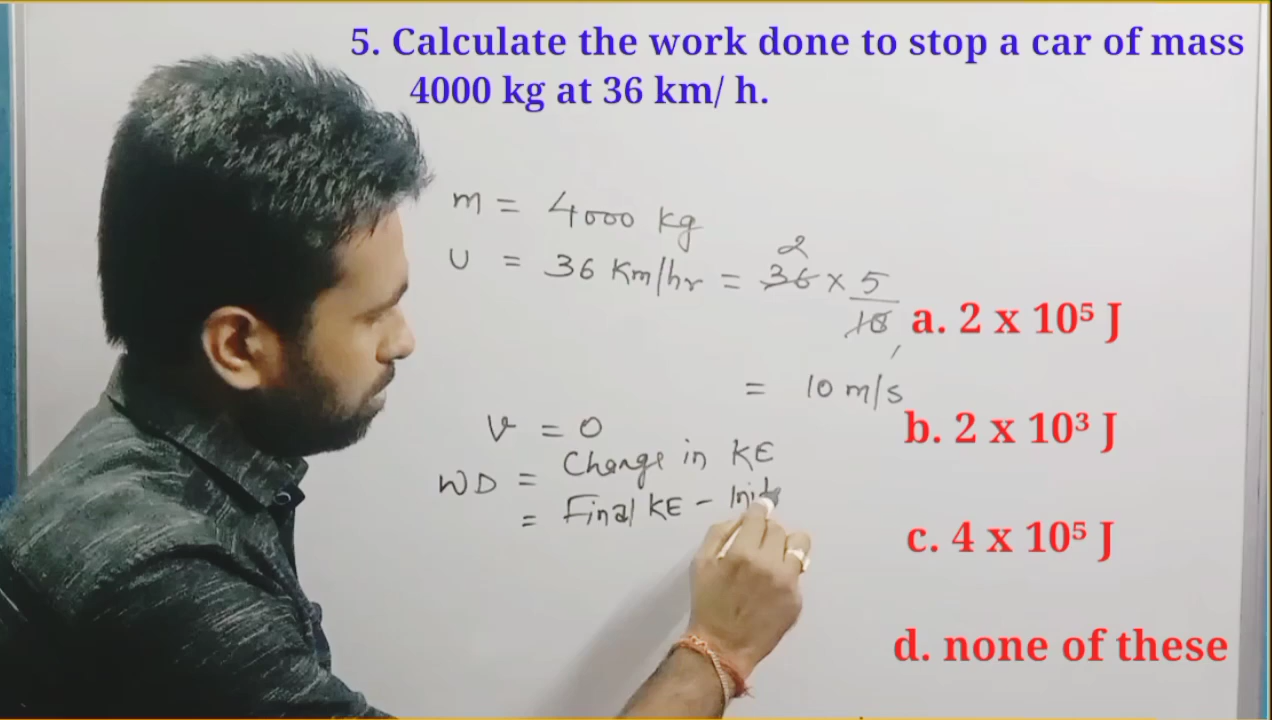 5. Calculate the work done to stop a car of mass
4000 kg at 36 km/ h.
m = 4000 kg
2
U = 36 Km/hr = 36 x 5
18
= 10 m/s
V = 0
WD = Change in KE
= Final KE - Init
a. 2 x 10⁵ J
b. 2 x 10³ J
c. 4 x 10⁵ J
d. none of these